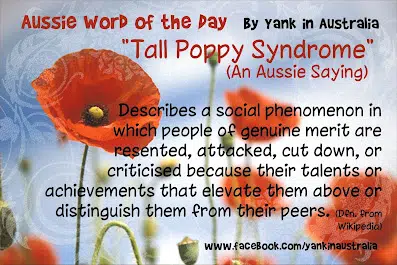 Aussie Word of the Day By Yank in Australia
"Tall Poppy Syndrome"
(An Aussie Saying)
Describes a social phenomenon in
which people of genuine merit are
resented, attacked, cut down, or
criticised because their talents or
achievements that elevate them above or
distinguish them from their peers. (Dfn. from
Wikipedia)
www.facebook.com/yankinaustralia